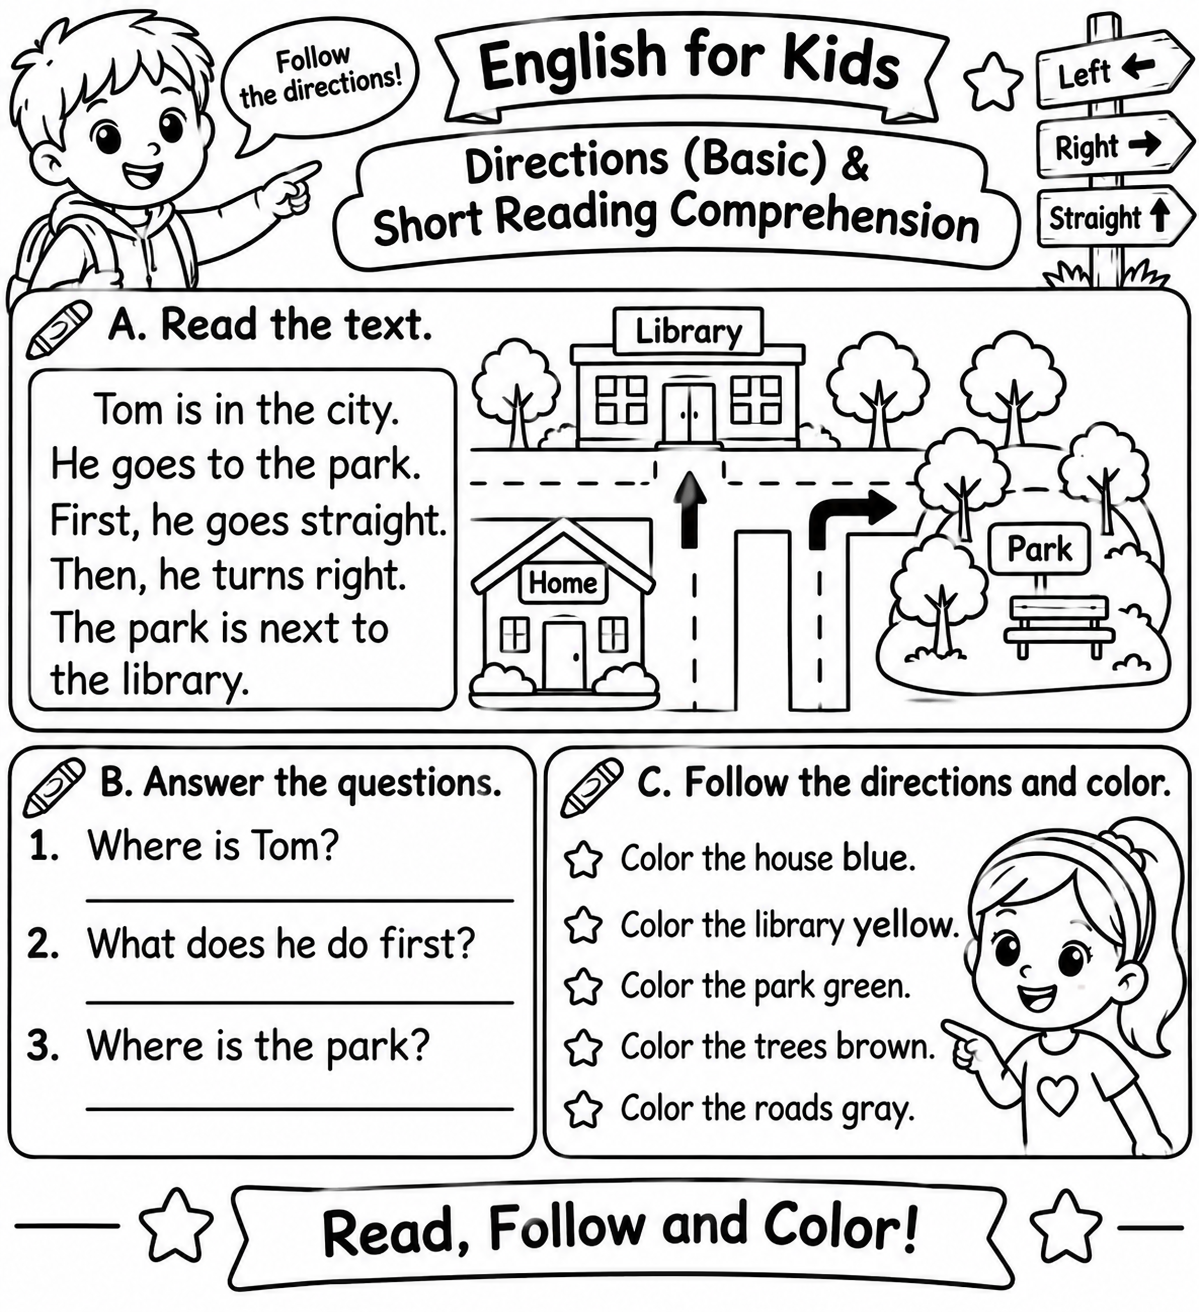 Follow
the directions!
English for Kids
Directions (Basic) &
Short Reading Comprehension
Left ←
Right →
Straight ↑
A. Read the text.
Tom is in the city.
He goes to the park.
First, he goes straight.
Then, he turns right.
The park is next to
the library.
Library
Home
Park
B. Answer the questions.
1. Where is Tom?
2. What does he do first?
3. Where is the park?
C. Follow the directions and color.
Color the house blue.
Color the library yellow.
Color the park green.
Color the trees brown.
Color the roads gray.
Read, Follow and Color!